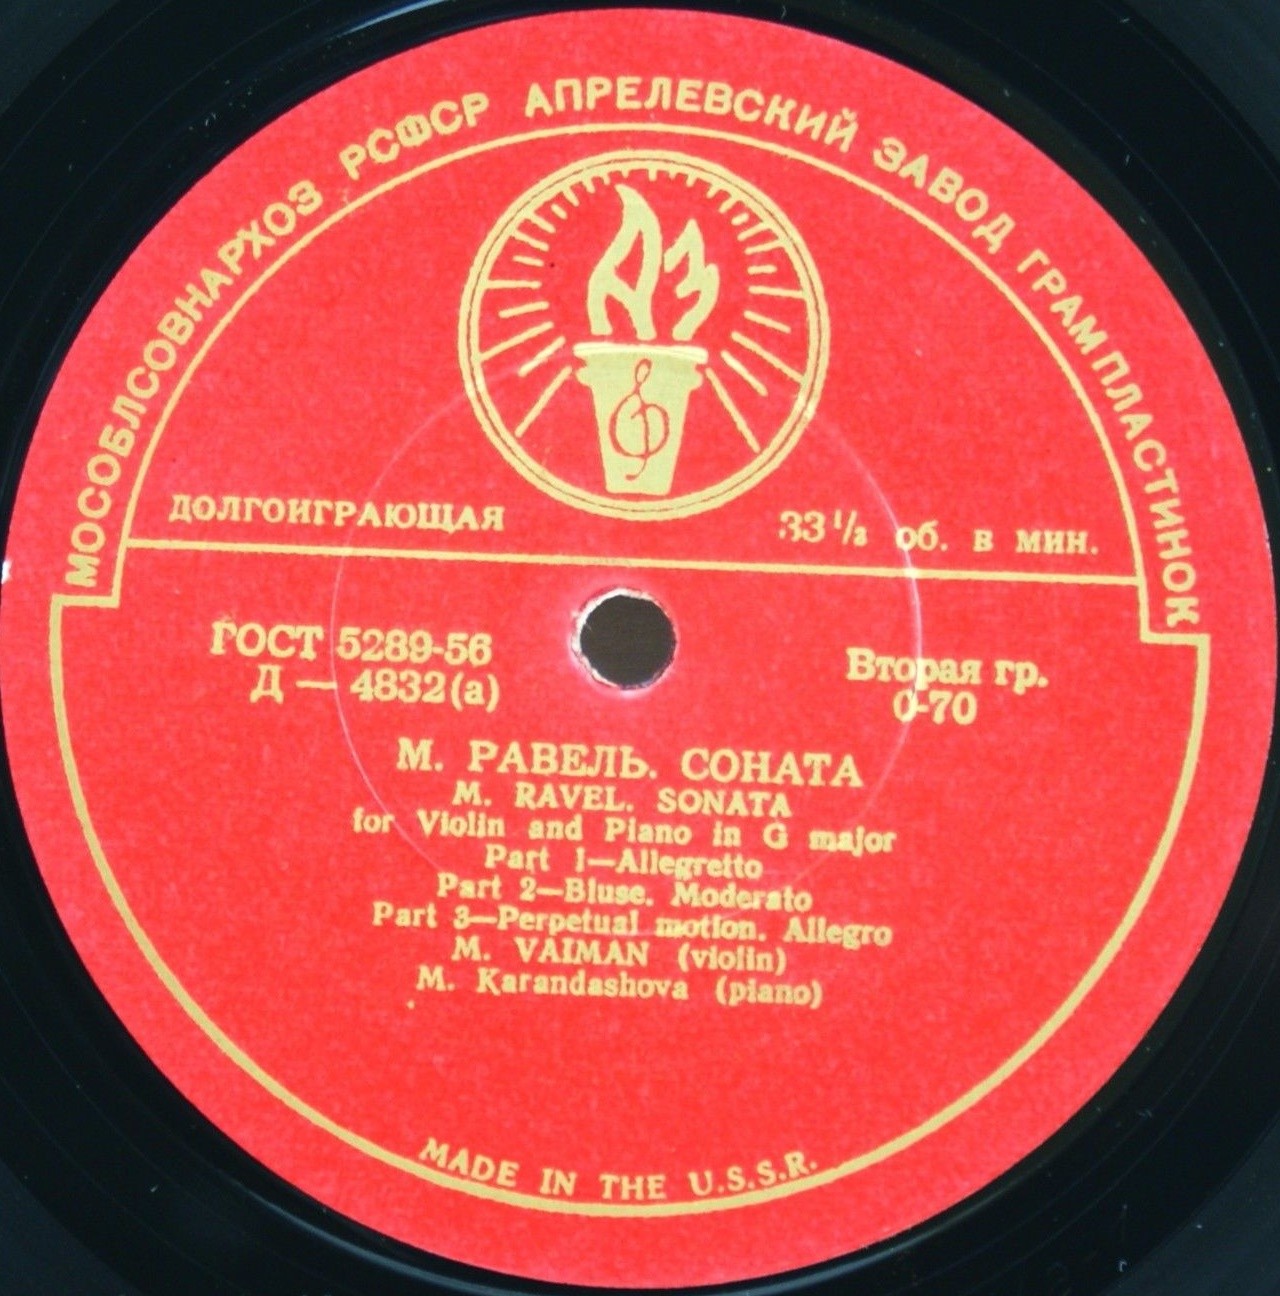 МОСОБЛСОВНАРХОЗ РСФСР АПРЕЛЕВСКИЙ ЗАВОД ГРАМПЛАСТИНОК
АЗ
ДОЛГОИГРАЮЩАЯ
33 1/3 об. в мин.
ГОСТ 5289-56
Д — 4832(а)
Вторая гр.
0-70
М. РАВЕЛЬ. СОНАТА
M. RAVEL. SONATA
for Violin and Piano in G major
Part 1—Allegretto
Part 2—Bluse. Moderato
Part 3—Perpetual motion. Allegro
M. VAIMAN (violin)
M. Karandashova (piano)
MADE IN THE U.S.S.R.